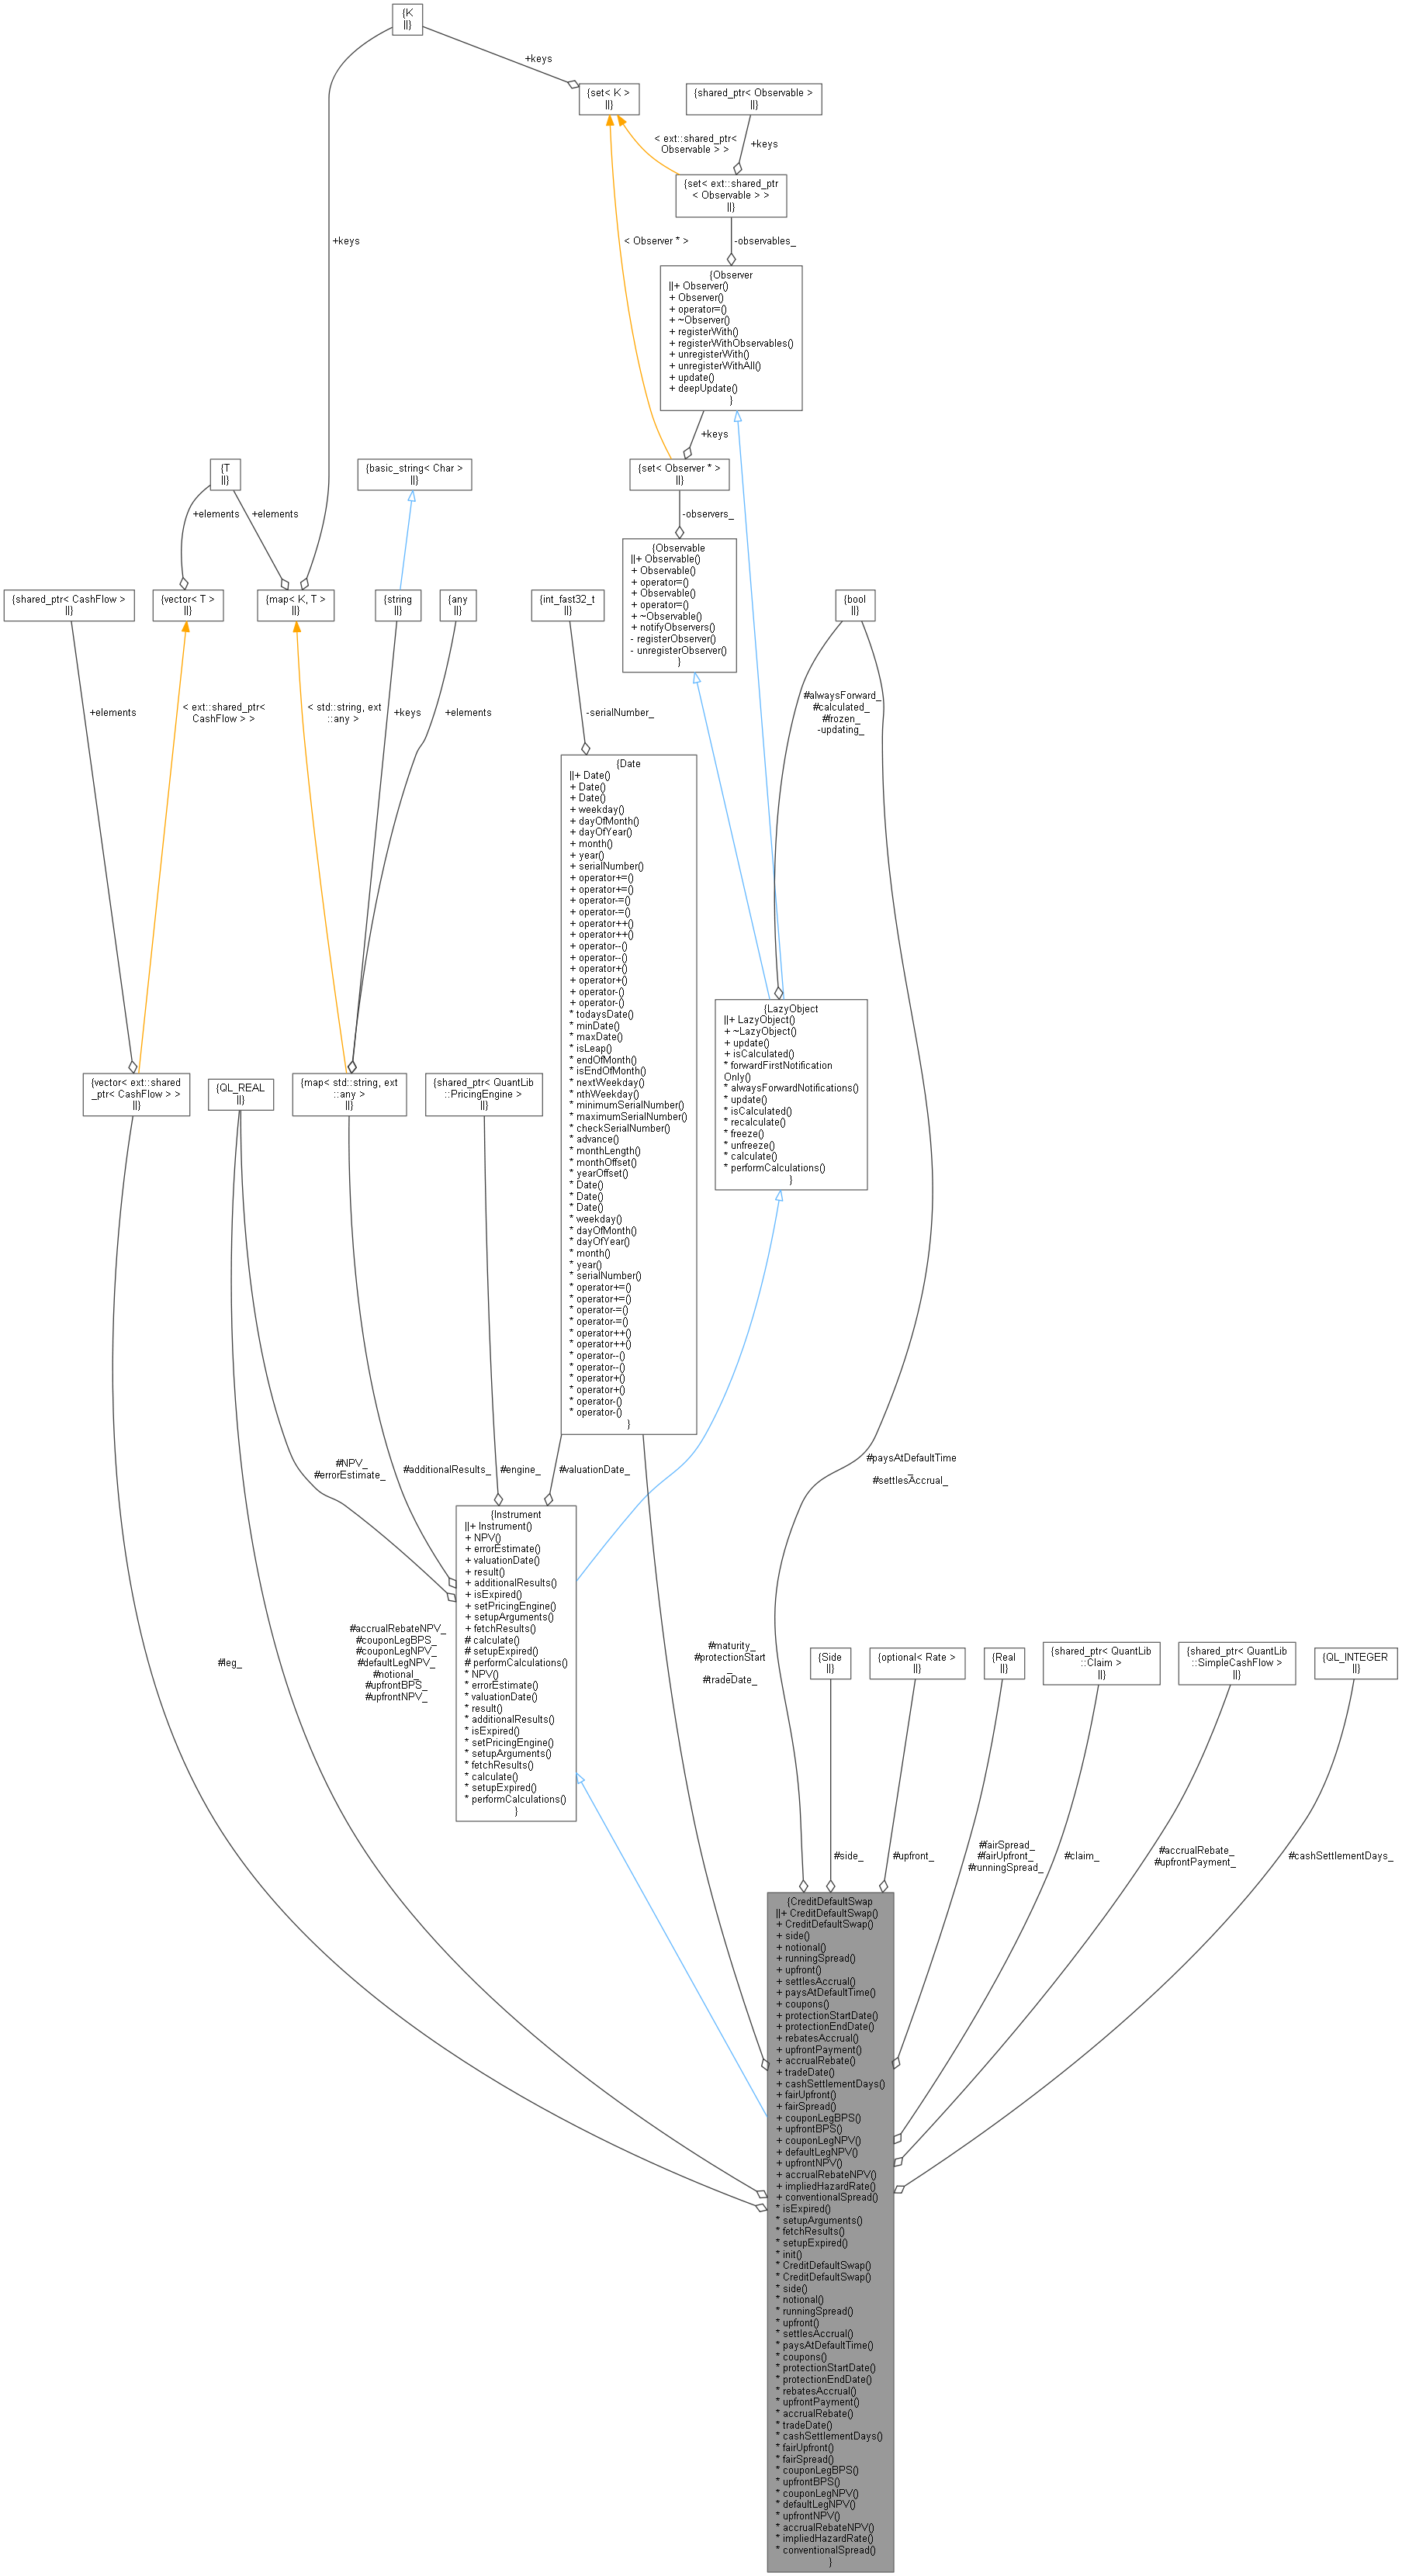 {K
||}
+keys
{set< K >
||}
{shared_ptr< Observable >
||}
< ext::shared_ptr<
Observable > >
+keys
{set< ext::shared_ptr
< Observable > >
||}
+keys
< Observer * >
-observables_
{Observer
||+ Observer()
+ Observer()
+ operator=()
+ ~Observer()
+ registerWith()
+ registerWithObservables()
+ unregisterWith()
+ unregisterWithAll()
+ update()
+ deepUpdate()
}
+keys
{T
||}
{basic_string< Char >
||}
{set< Observer * >
||}
+elements
+elements
-observers_
{Observable
||+ Observable()
+ Observable()
+ operator=()
+ Observable()
+ operator=()
+ ~Observable()
+ notifyObservers()
- registerObserver()
- unregisterObserver()
}
{shared_ptr< CashFlow >
||}
{vector< T >
||}
{map< K, T >
||}
{string
||}
{any
||}
{int_fast32_t
||}
{bool
||}
+elements
< ext::shared_ptr<
CashFlow > >
< std::string, ext
::any >
+keys
+elements
-serialNumber_
#alwaysForward_
#calculated_
#frozen_
-updating_
{Date
||+ Date()
+ Date()
+ Date()
+ weekday()
+ dayOfMonth()
+ dayOfYear()
+ month()
+ year()
+ serialNumber()
+ operator+=()
+ operator+=()
+ operator-=()
+ operator-=()
+ operator++()
+ operator++()
+ operator--()
+ operator--()
+ operator+()
+ operator+()
+ operator-()
+ operator-()
* todaysDate()
* minDate()
* maxDate()
* isLeap()
* endOfMonth()
* isEndOfMonth()
* nextWeekday()
* nthWeekday()
* minimumSerialNumber()
* maximumSerialNumber()
* checkSerialNumber()
* advance()
* monthLength()
* monthOffset()
* yearOffset()
* Date()
* Date()
* Date()
* weekday()
* dayOfMonth()
* dayOfYear()
* month()
* year()
* serialNumber()
* operator+=()
* operator+=()
* operator-=()
* operator-=()
* operator++()
* operator++()
* operator--()
* operator--()
* operator+()
* operator+()
* operator-()
* operator-()
}
{LazyObject
||+ LazyObject()
+ ~LazyObject()
+ update()
+ isCalculated()
* forwardFirstNotification
Only()
* alwaysForwardNotifications()
* update()
* isCalculated()
* recalculate()
* freeze()
* unfreeze()
* calculate()
* performCalculations()
}
{vector< ext::shared
_ptr< CashFlow > >
||}
{QL_REAL
||}
{map< std::string, ext
::any >
||}
{shared_ptr< QuantLib
::PricingEngine >
||}
#NPV_
#errorEstimate_
#additionalResults_
#engine_
#valuationDate_
#paysAtDefaultTime
_
#settlesAccrual_
{Instrument
||+ Instrument()
+ NPV()
+ errorEstimate()
+ valuationDate()
+ result()
+ additionalResults()
+ isExpired()
+ setPricingEngine()
+ setupArguments()
+ fetchResults()
# calculate()
# setupExpired()
# performCalculations()
* NPV()
* errorEstimate()
* valuationDate()
* result()
* additionalResults()
* isExpired()
* setPricingEngine()
* setupArguments()
* fetchResults()
* calculate()
* setupExpired()
* performCalculations()
}
#leg_
#accrualRebateNPV_
#couponLegBPS_
#couponLegNPV_
#defaultLegNPV_
#notional_
#upfrontBPS_
#upfrontNPV_
#maturity_
#protectionStart
_
#tradeDate_
{Side
||}
{optional< Rate >
||}
{Real
||}
{shared_ptr< QuantLib
::Claim >
||}
{shared_ptr< QuantLib
::SimpleCashFlow >
||}
{QL_INTEGER
||}
#side_
#upfront_
#fairSpread_
#fairUpfront_
#runningSpread_
#claim_
#accrualRebate_
#upfrontPayment_
#cashSettlementDays_
{CreditDefaultSwap
||+ CreditDefaultSwap()
+ CreditDefaultSwap()
+ side()
+ notional()
+ runningSpread()
+ upfront()
+ settlesAccrual()
+ paysAtDefaultTime()
+ coupons()
+ protectionStartDate()
+ protectionEndDate()
+ rebatesAccrual()
+ upfrontPayment()
+ accrualRebate()
+ tradeDate()
+ cashSettlementDays()
+ fairUpfront()
+ fairSpread()
+ couponLegBPS()
+ upfrontBPS()
+ couponLegNPV()
+ defaultLegNPV()
+ upfrontNPV()
+ accrualRebateNPV()
+ impliedHazardRate()
+ conventionalSpread()
* isExpired()
* setupArguments()
* fetchResults()
* setupExpired()
* init()
* CreditDefaultSwap()
* CreditDefaultSwap()
* side()
* notional()
* runningSpread()
* upfront()
* settlesAccrual()
* paysAtDefaultTime()
* coupons()
* protectionStartDate()
* protectionEndDate()
* rebatesAccrual()
* upfrontPayment()
* accrualRebate()
* tradeDate()
* cashSettlementDays()
* fairUpfront()
* fairSpread()
* couponLegBPS()
* upfrontBPS()
* couponLegNPV()
* defaultLegNPV()
* upfrontNPV()
* accrualRebateNPV()
* impliedHazardRate()
* conventionalSpread()
}